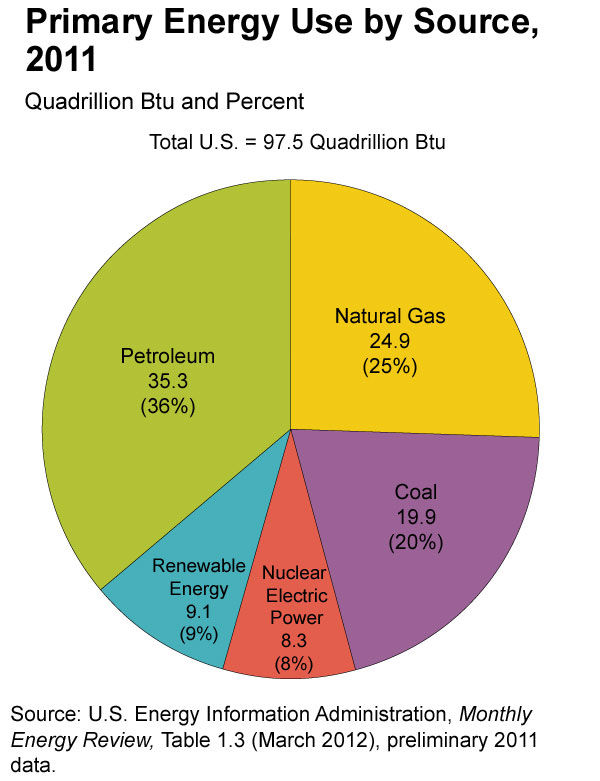 Primary Energy Use by Source,
2011
Quadrillion Btu and Percent
Total U.S. = 97.5 Quadrillion Btu
Natural Gas
24.9
(25%)
Petroleum
35.3
(36%)
Coal
19.9
(20%)
Renewable
Energy
9.1
(9%)
Nuclear
Electric
Power
8.3
(8%)
Source: U.S. Energy Information Administration, Monthly
Energy Review, Table 1.3 (March 2012), preliminary 2011
data.